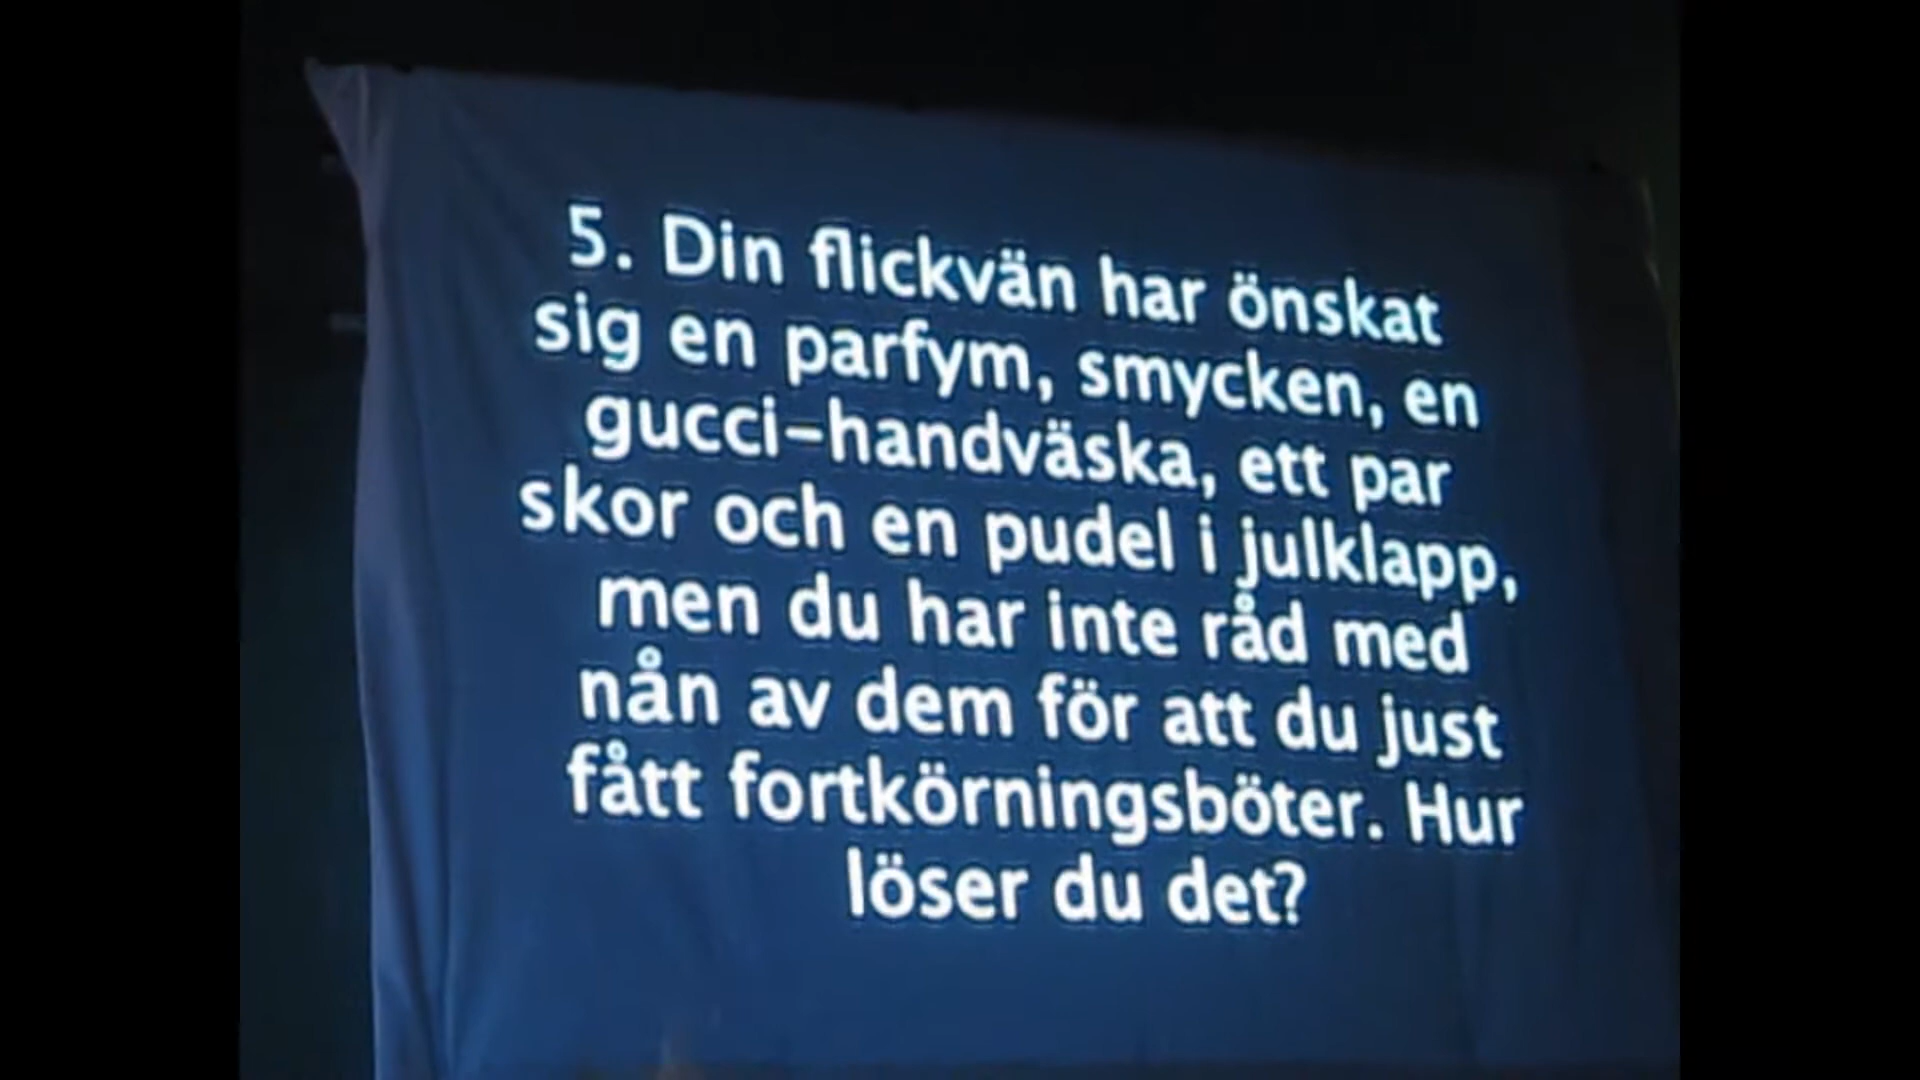 5. Din flickvän har önskat
sig en parfym, smycken, en
gucci-handväska, ett par
skor och en pudel i julklapp,
men du har inte råd med
nån av dem för att du just
fått fortkörningsböter. Hur
löser du det?